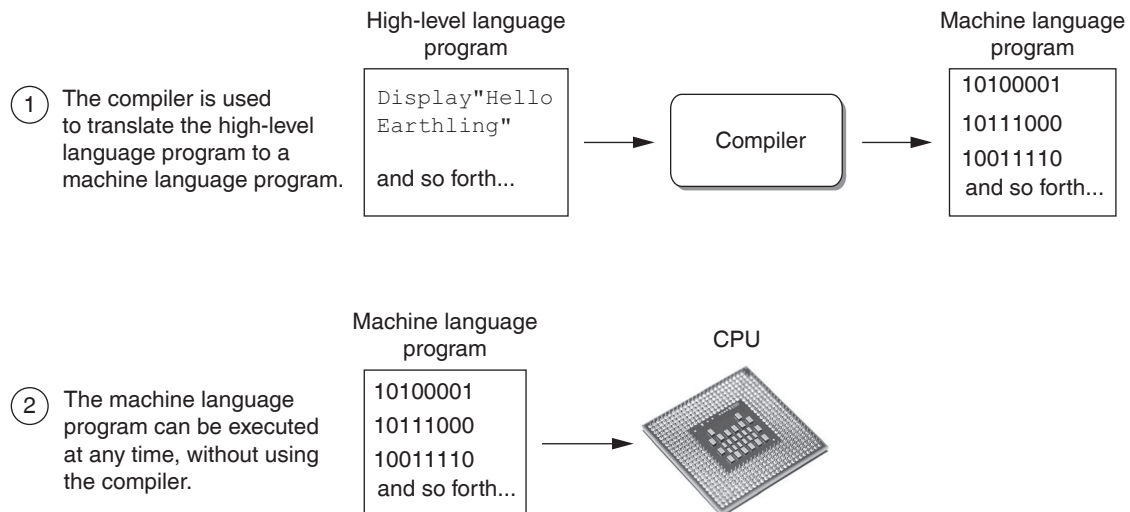 High-level language
program
Machine language
program
1
The compiler is used
to translate the high-level
language program to a
machine language program.
Display"Hello
Earthling"
and so forth...
Compiler
10100001
10111000
10011110
and so forth...
Machine language
program
CPU
2
The machine language
program can be executed
at any time, without using
the compiler.
10100001
10111000
10011110
and so forth...